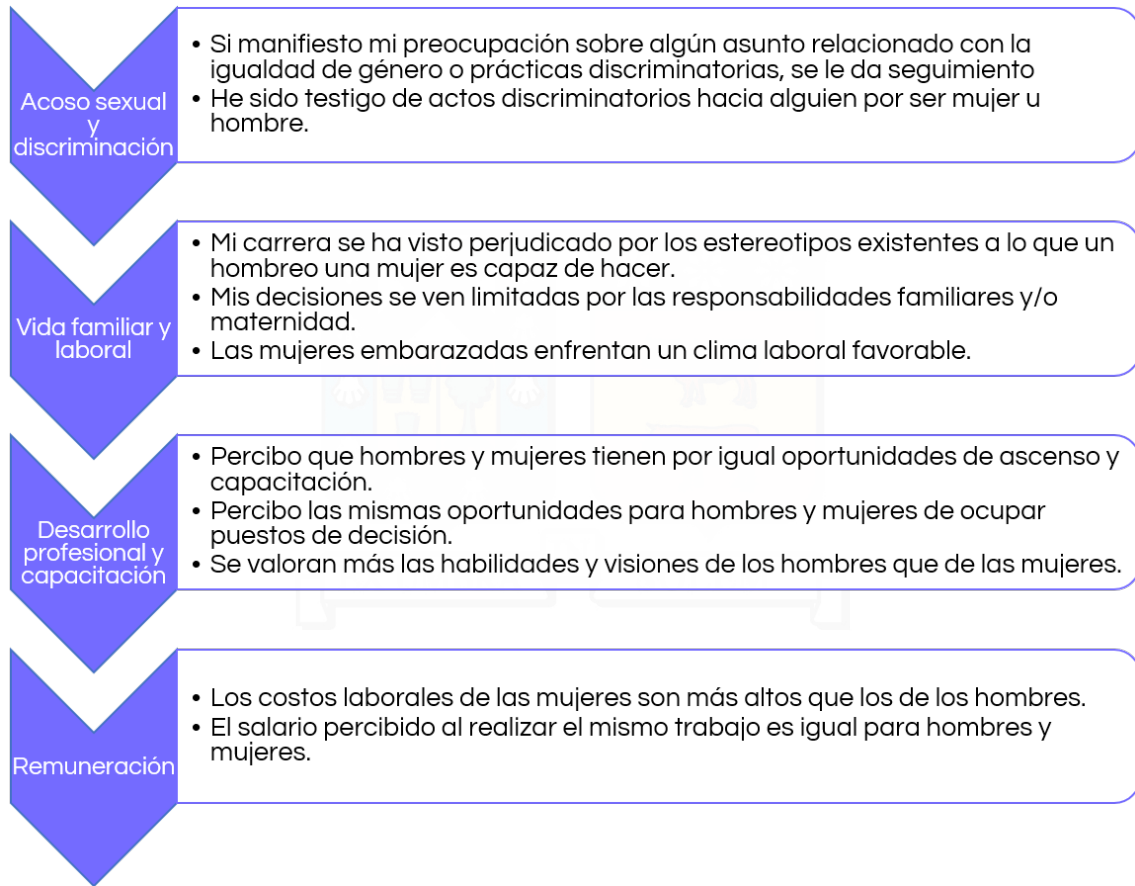 Acoso sexual
y
discriminación
• Si manifiesto mi preocupación sobre algún asunto relacionado con la
igualdad de género o prácticas discriminatorias, se le da seguimiento
• He sido testigo de actos discriminatorios hacia alguien por ser mujer u
hombre.
Vida familiar y
laboral
• Mi carrera se ha visto perjudicado por los estereotipos existentes a lo que un
hombreo una mujer es capaz de hacer.
• Mis decisiones se ven limitadas por las responsabilidades familiares y/o
maternidad.
• Las mujeres embarazadas enfrentan un clima laboral favorable.
Desarrollo
profesional y
capacitación
• Percibo que hombres y mujeres tienen por igual oportunidades de ascenso y
capacitación.
• Percibo las mismas oportunidades para hombres y mujeres de ocupar
puestos de decisión.
• Se valoran más las habilidades y visiones de los hombres que de las mujeres.
Remuneración
• Los costos laborales de las mujeres son más altos que los de los hombres.
• El salario percibido al realizar el mismo trabajo es igual para hombres y
mujeres.